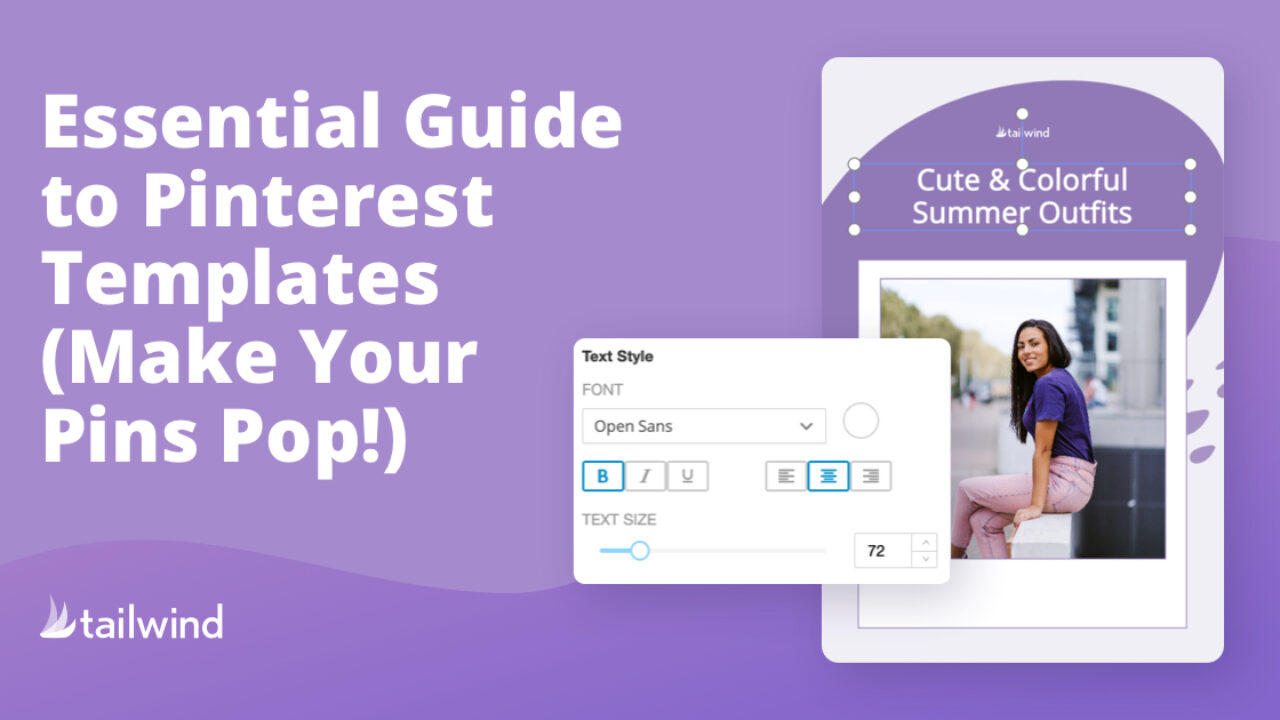 Essential Guide
to Pinterest
Templates
(Make Your
Pins Pop!)
tailwind
tailwind
Cute & Colorful
Summer Outfits
Text Style
FONT
Open Sans
B I U
TEXT SIZE
72